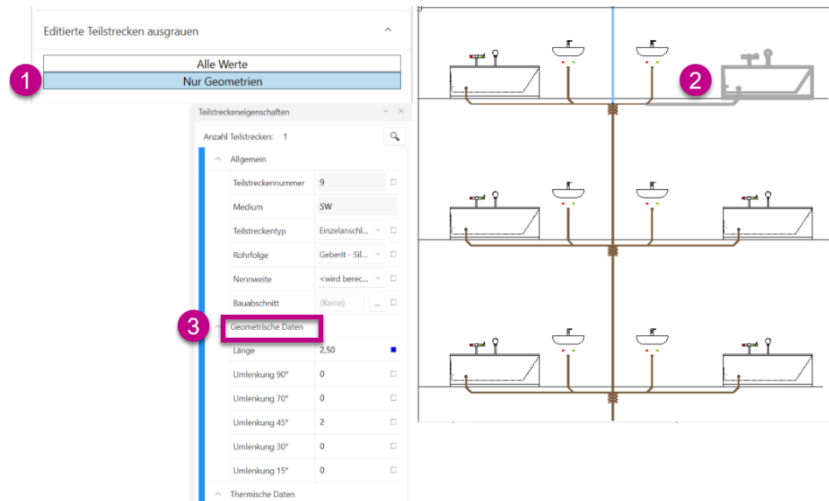 Editierte Teilstrecken ausgrauen
Alle Werte
1
Nur Geometrien
2
Teilstreckeneigenschaften
Anzahl Teilstrecken: 1
Allgemein
Teilstreckennummer 9
Medium SW
Teilstreckentyp Einzelanschl...
Rohrfolge Geberit - Sil...
Nennweite <wird berec...
Bauabschnitt (Keine) ...
3
Geometrische Daten
Länge 2,50
Umlenkung 90° 0
Umlenkung 70° 0
Umlenkung 45° 2
Umlenkung 30° 0
Umlenkung 15° 0
Thermische Daten